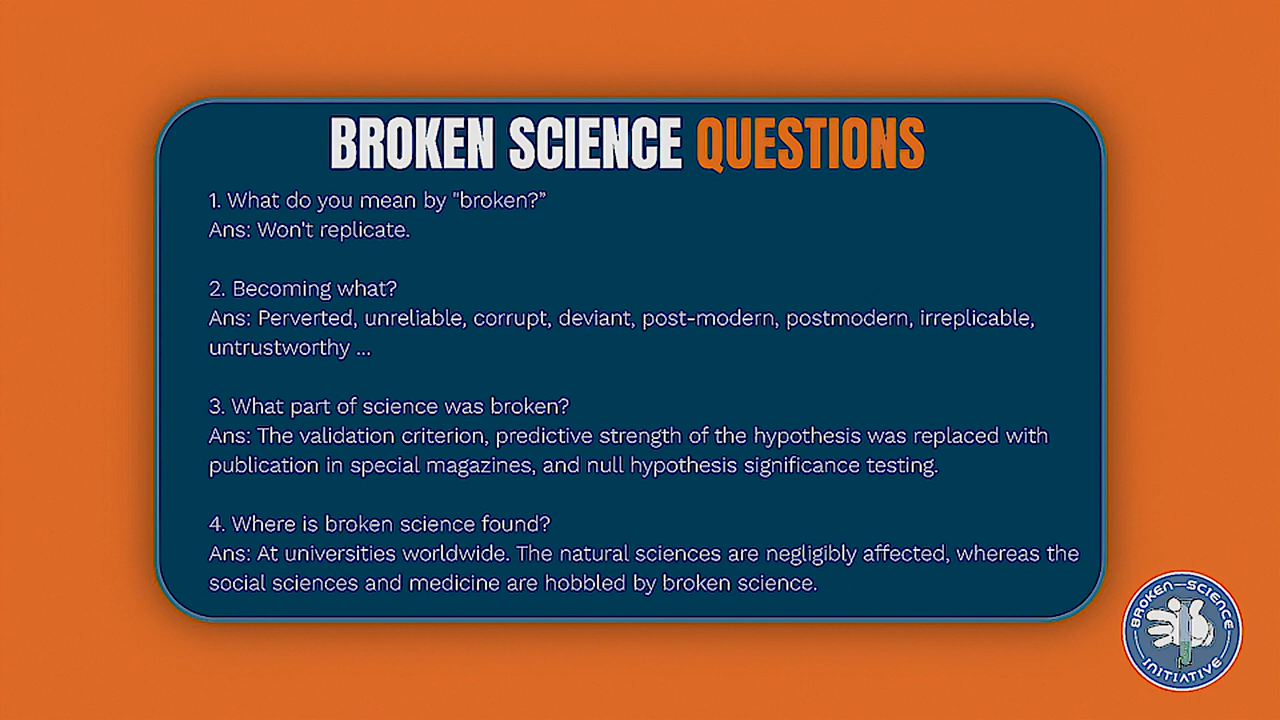 BROKEN SCIENCE QUESTIONS
1. What do you mean by "broken?”
Ans: Won't replicate.
2. Becoming what?
Ans: Perverted, unreliable, corrupt, deviant, post-modern, postmodern, irreplicable,
untrustworthy ...
3. What part of science was broken?
Ans: The validation criterion, predictive strength of the hypothesis was replaced with
publication in special magazines, and null hypothesis significance testing.
4. Where is broken science found?
Ans: At universities worldwide. The natural sciences are negligibly affected, whereas the
social sciences and medicine are hobbled by broken science.
BROKEN-SCIENCE
INITIATIVE